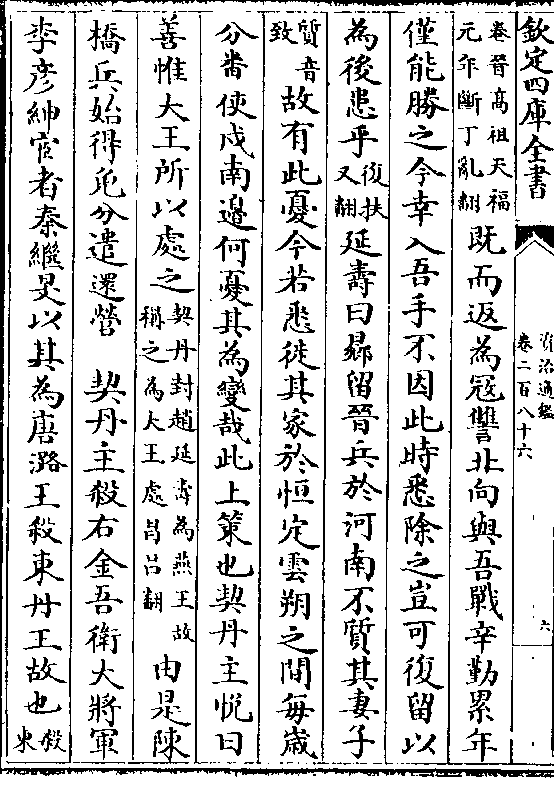 欽定四庫全書
資治通鑑
卷二百八十六
六
卷晉高祖天福
元年斷丁亂翻
既而返為寇讐北向與吾戰辛勤累年
僅能勝之今幸入吾手不因此時悉除之豈可復留以
為後患乎復扶又翻延壽曰曏留晉兵於河南不質其妻子
質音致故有此憂今若悉徙其家於恒定雲朔之間每歳
分畨使戍南邉何憂其為變哉此上策也契丹主悅曰
善惟大王所以處之契丹封趙延壽為燕王故稱之為大王處昌呂翻由是陳
橋兵始得免分遣還營　契丹主殺右金吾衛大將軍
李彦紳宦者秦繼旻以其為唐潞王殺東丹王故也殺東